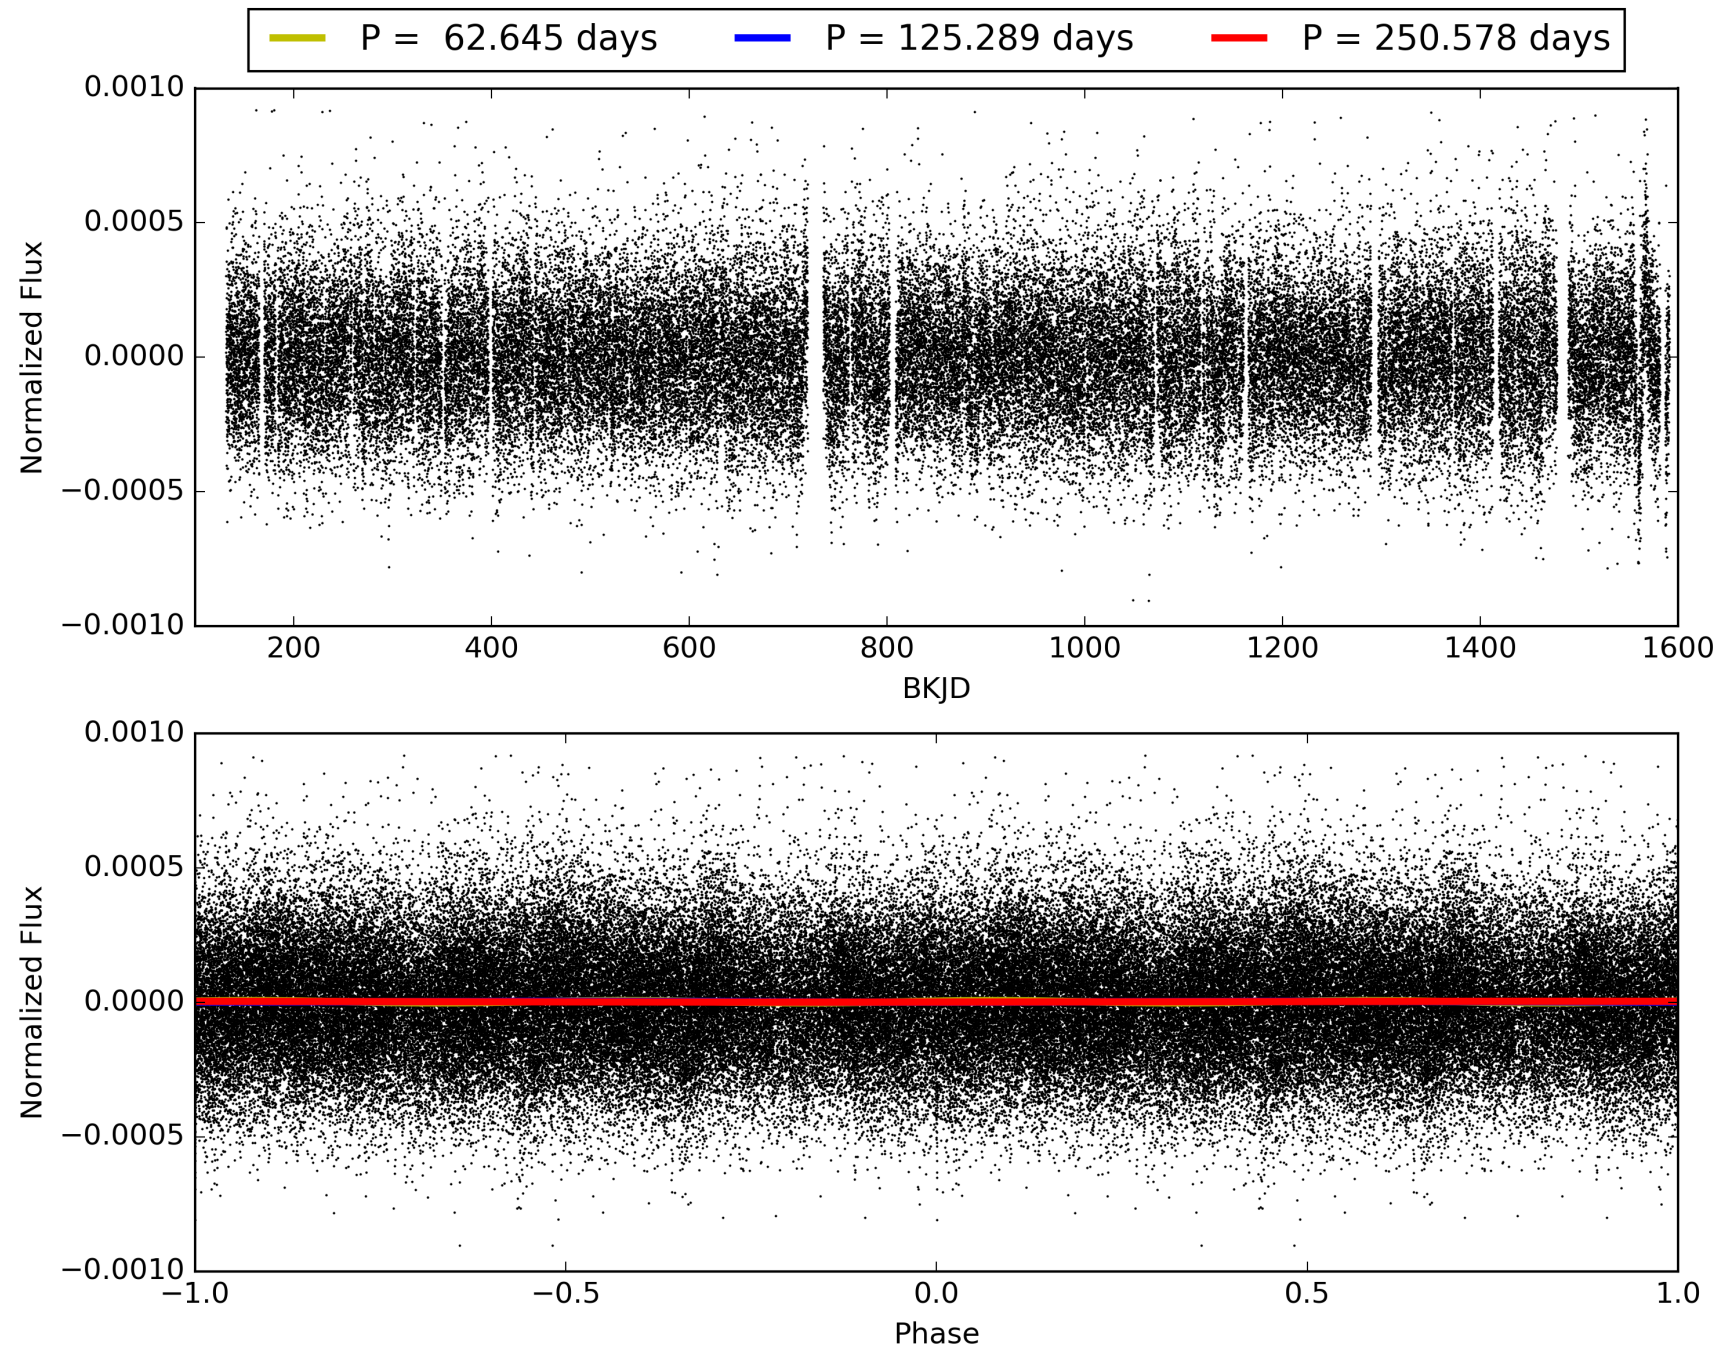 P =  62.645 days P = 125.289 days P = 250.578 days
0.0010
0.0005
0.0000
−0.0005
−0.0010
Normalized Flux
200 400 600 800 1000 1200 1400 1600
BKJD
0.0010
0.0005
0.0000
−0.0005
−0.0010
Normalized Flux
−1.0 −0.5 0.0 0.5 1.0
Phase